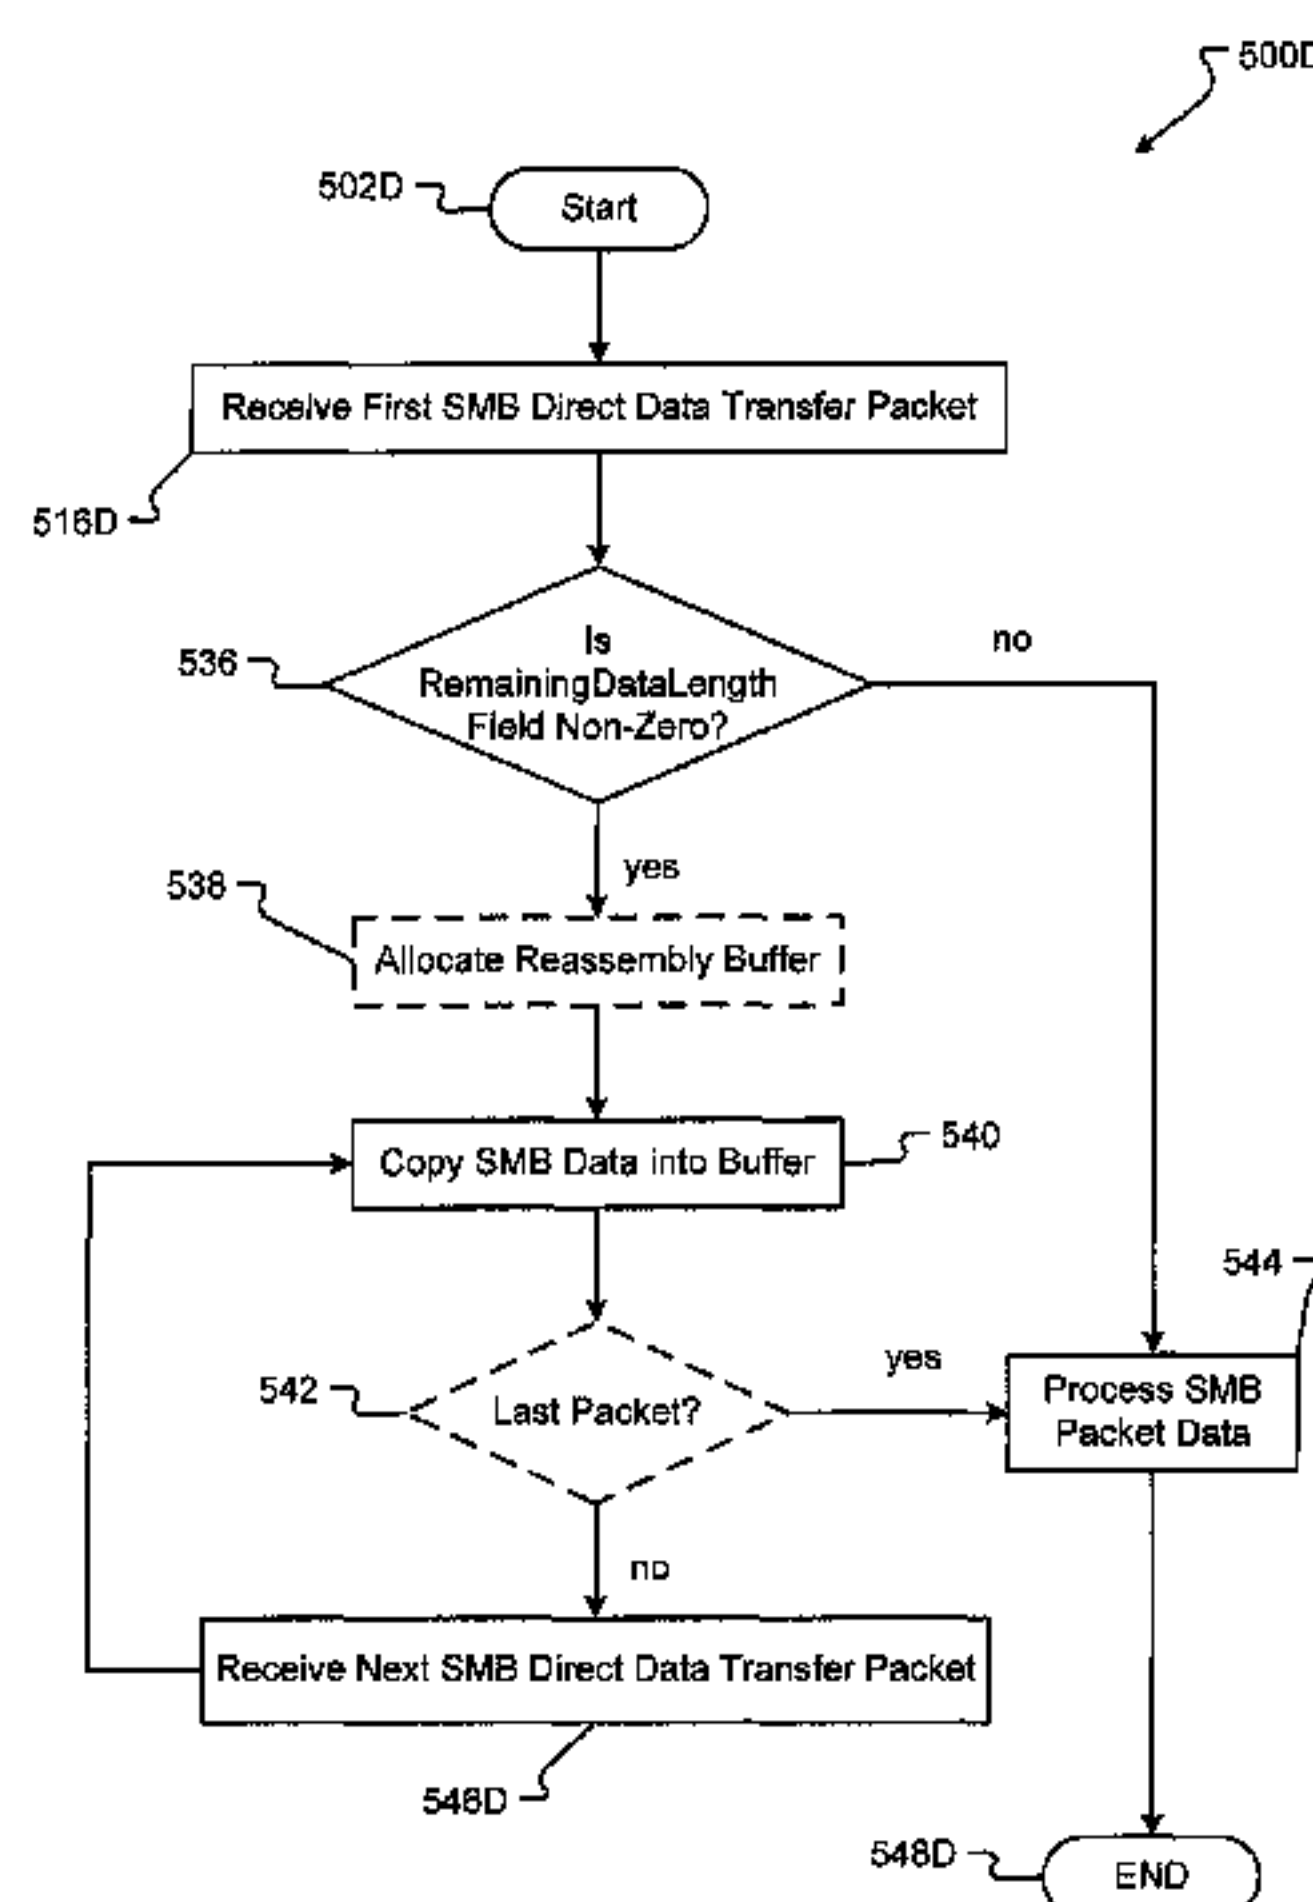 500D
502D
Start
Receive First SMB Direct Data Transfer Packet
516D
Is
RemainingDataLength
Field Non-Zero?
536
no
yes
538
Allocate Reassembly Buffer
Copy SMB Data into Buffer
540
544
542
Last Packet?
yes
Process SMB
Packet Data
no
Receive Next SMB Direct Data Transfer Packet
546D
548D
END